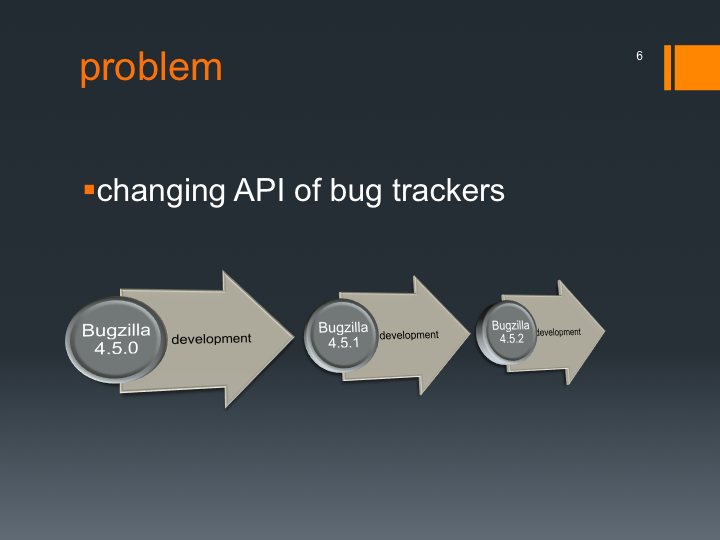 problem
6
changing API of bug trackers
Bugzilla
4.5.0
development
Bugzilla
4.5.1
development
Bugzilla
4.5.2
development